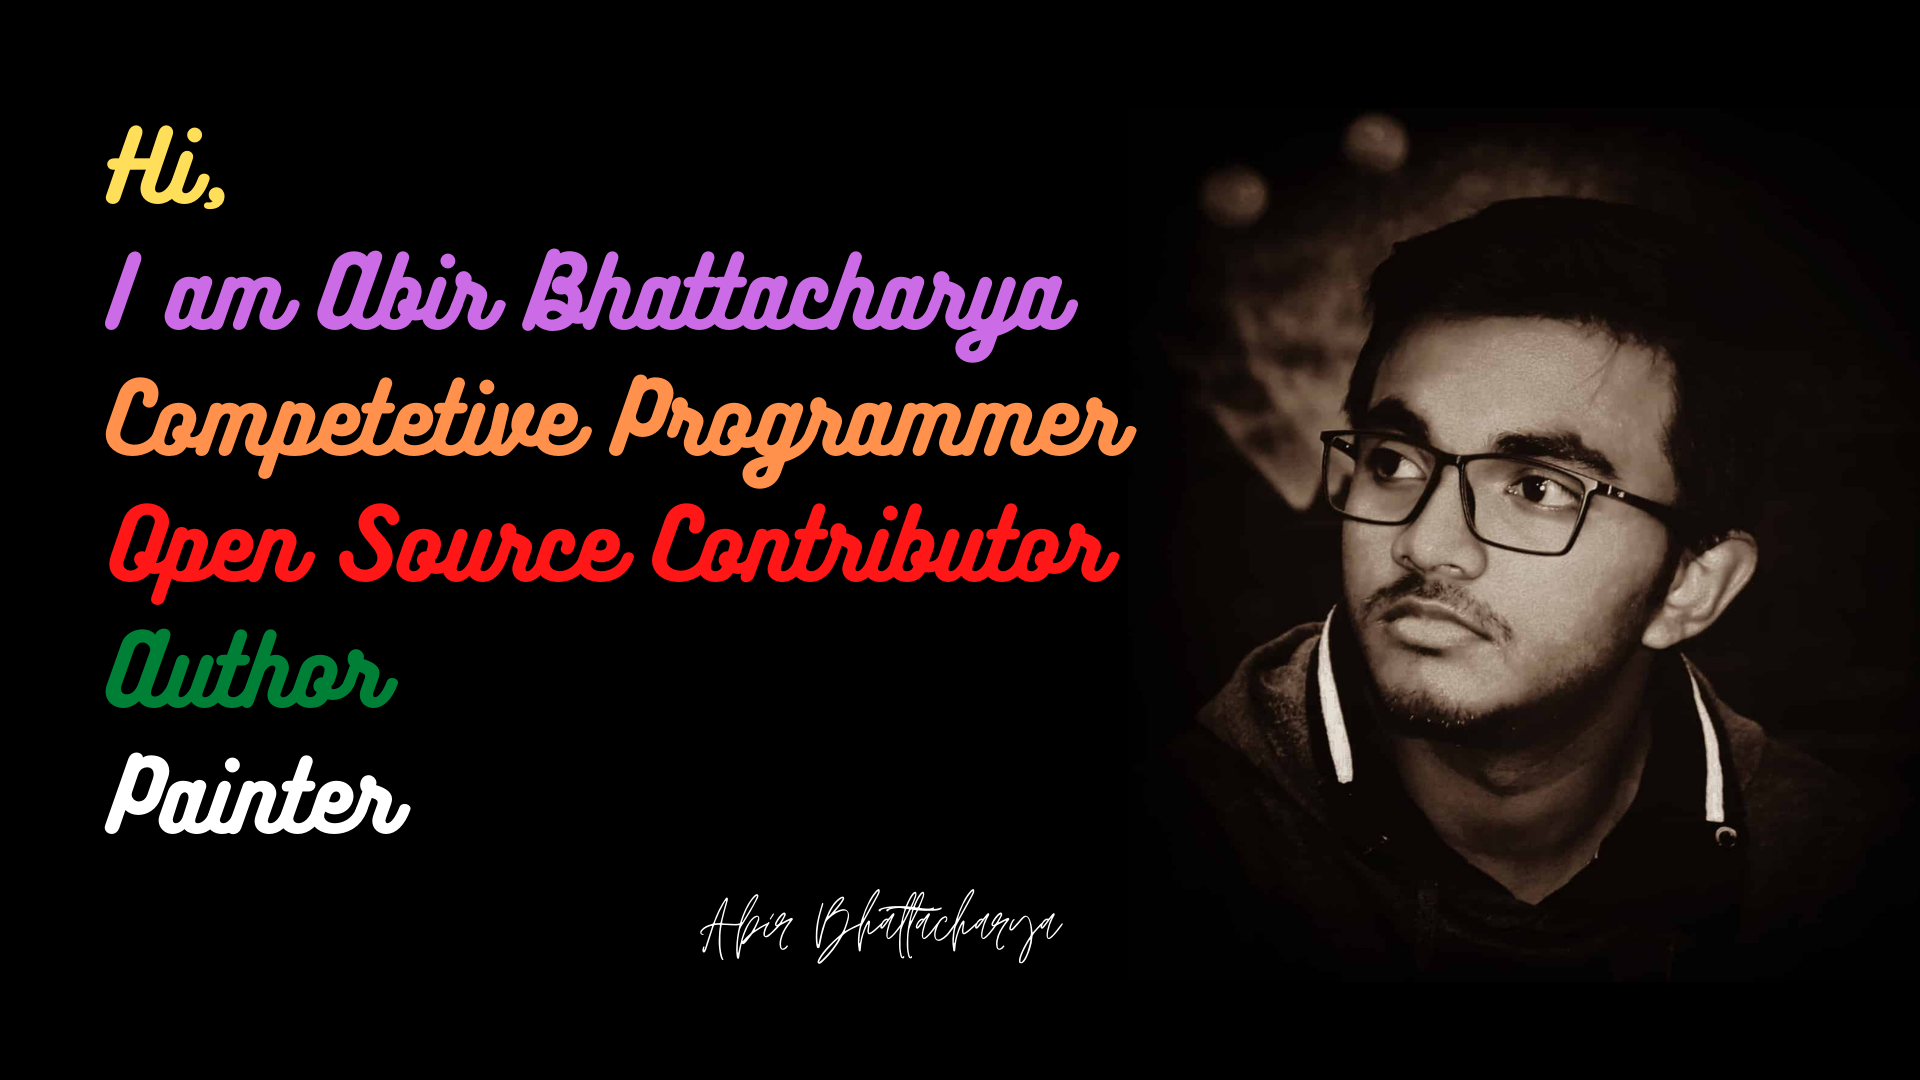 Hi,
I am Abir Bhattacharya
Competetive Programmer
Open Source Contributor
Author
Painter
Abir Bhattacharya